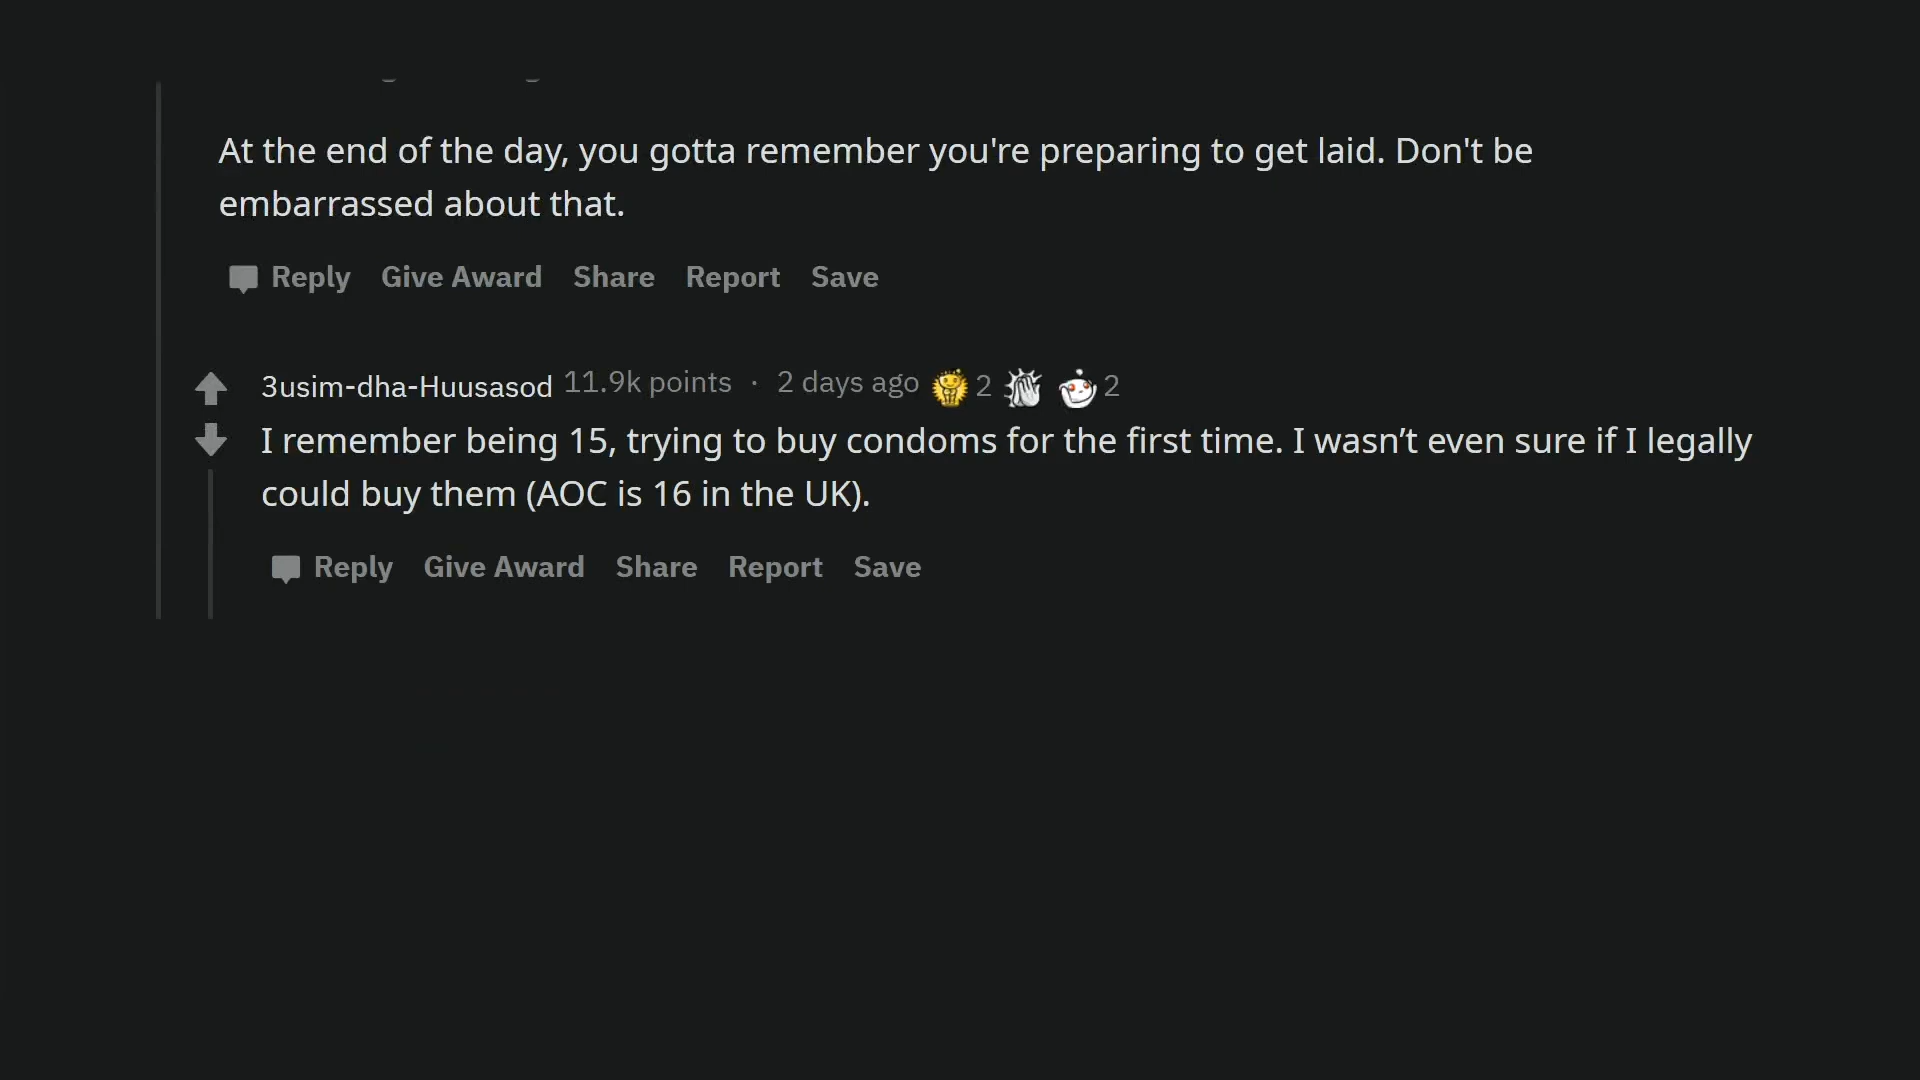 At the end of the day, you gotta remember you're preparing to get laid. Don't be
embarrassed about that.
Reply Give Award Share Report Save
3usim-dha-Huusasod 11.9k points · 2 days ago 2 2
I remember being 15, trying to buy condoms for the first time. I wasn’t even sure if I legally
could buy them (AOC is 16 in the UK).
Reply Give Award Share Report Save